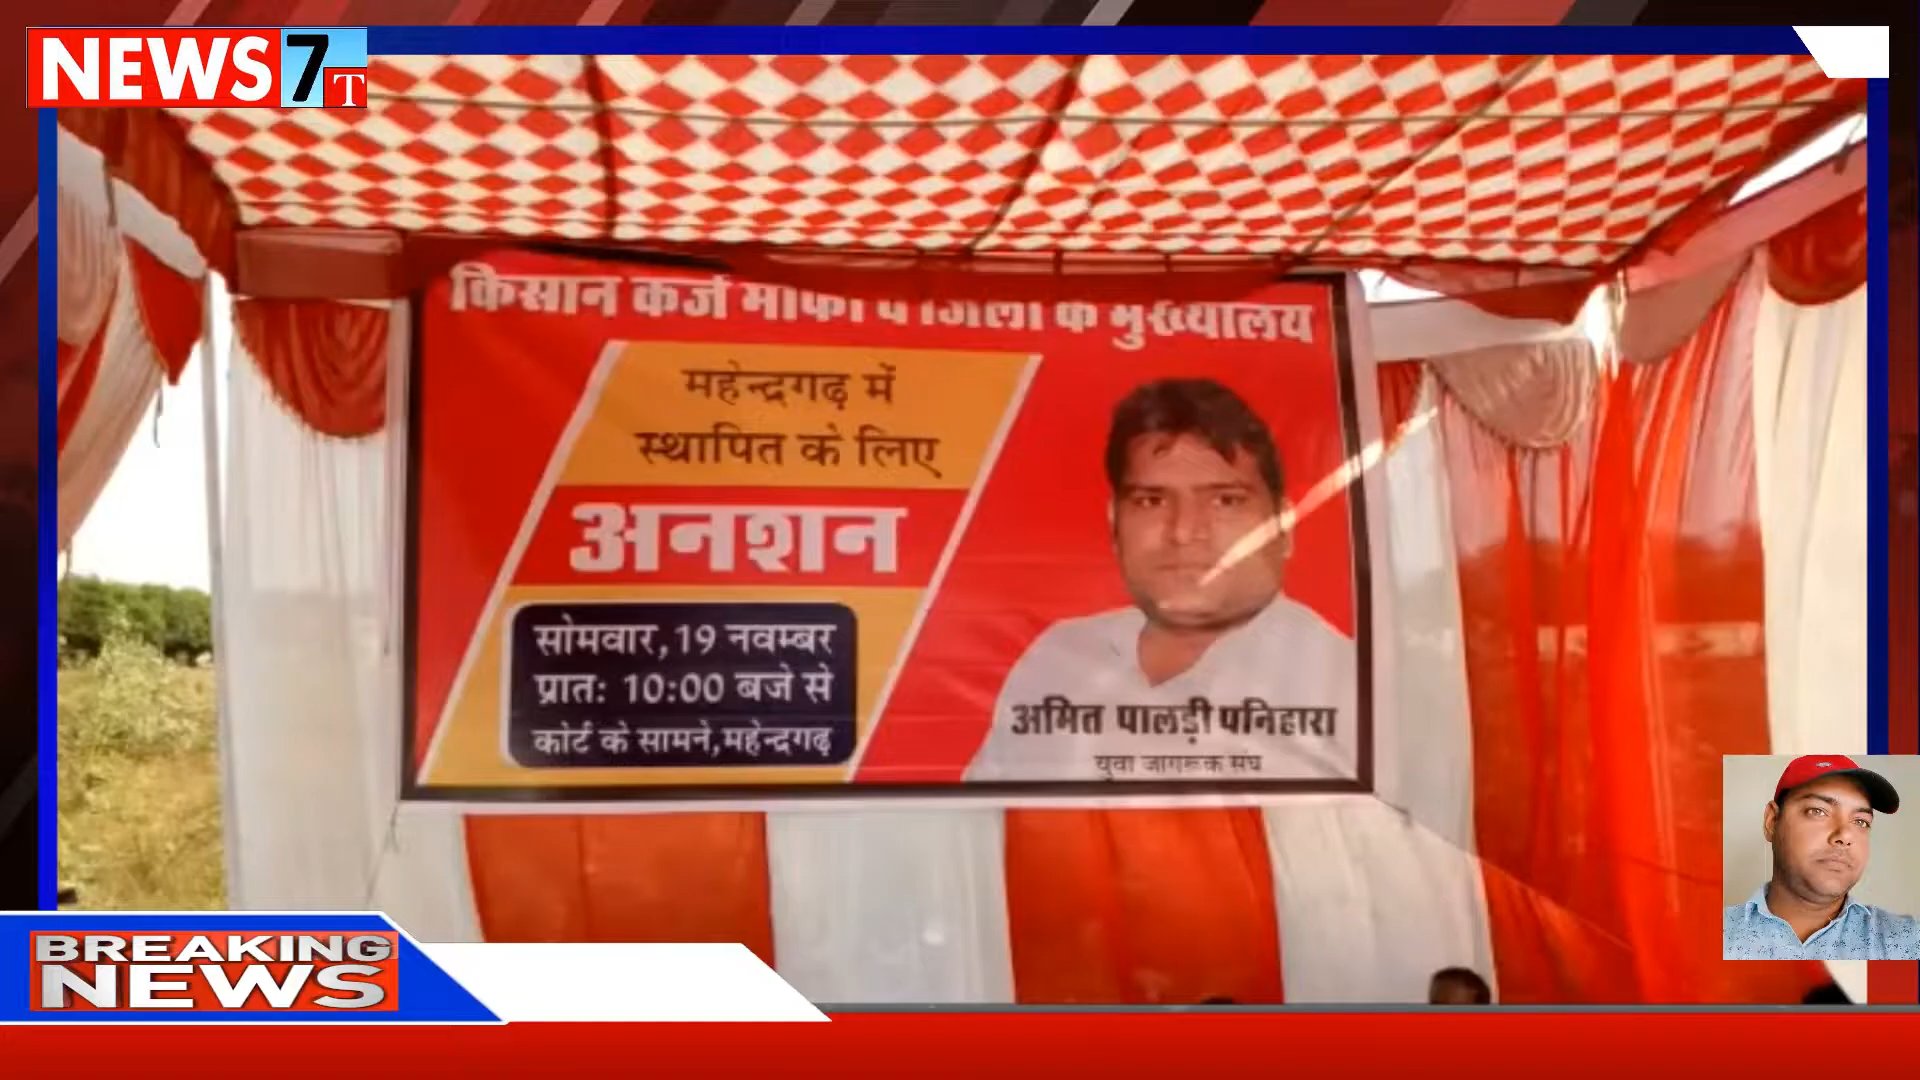 NEWS 7 T
किसान कर्ज माफी व जिला के मुख्यालय
महेन्द्रगढ़ में
स्थापित के लिए
अनशन
सोमवार, 19 नवम्बर
प्रात: 10:00 बजे से
कोर्ट के सामने, महेन्द्रगढ़
अमित पालड़ी पनिहारा
युवा जागरूक संघ
BREAKING
NEWS